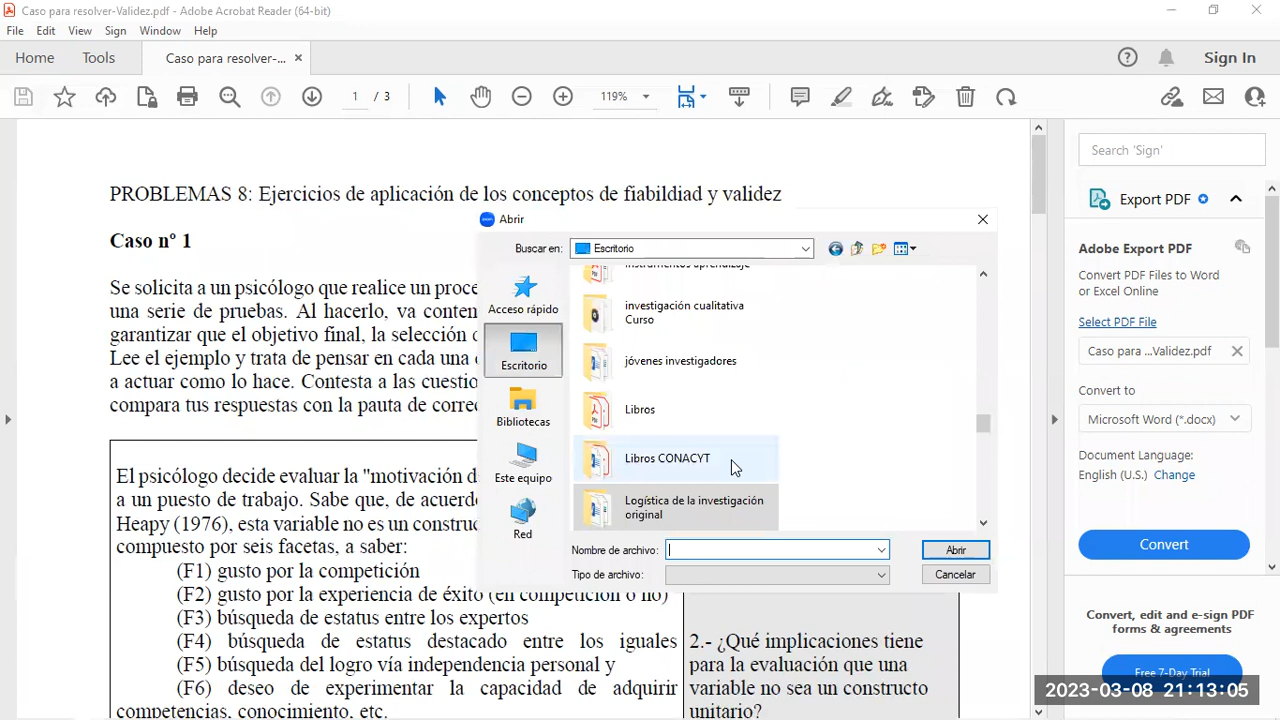 Caso para resolver-Validez.pdf - Adobe Acrobat Reader (64-bit)
File Edit View Sign Window Help
Home Tools Caso para resolver-... Sign In
1 / 3 119%
PROBLEMAS 8: Ejercicios de aplicación de los conceptos de fiabildiad y validez
Caso nº 1
Se solicita a un psicólogo que realice un proce
una serie de pruebas. Al hacerlo, va conten
garantizar que el objetivo final, la selección d
Lee el ejemplo y trata de pensar en cada una
a actuar como lo hace. Contesta a las cuestio
compara tus respuestas con la pauta de correc
El psicólogo decide evaluar la "motivación d
a un puesto de trabajo. Sabe que, de acuerdo
Heapy (1976), esta variable no es un construc
compuesto por seis facetas, a saber:
(F1) gusto por la competición
(F2) gusto por la experiencia de éxito (en competición o no)
(F3) búsqueda de estatus entre los expertos
(F4) búsqueda de estatus destacado entre los iguales
(F5) búsqueda del logro vía independencia personal y
(F6) deseo de experimentar la capacidad de adquirir
competencias, conocimiento, etc.
2.- ¿Qué implicaciones tiene
para la evaluación que una
variable no sea un constructo
unitario?
Abrir
Buscar en: Escritorio
Acceso rápido
Escritorio
Bibliotecas
Este equipo
Red
instrumentos aprendizaje
investigación cualitativa
Curso
jóvenes investigadores
Libros
Libros CONACYT
Logística de la investigación
original
Nombre de archivo: Abrir
Tipo de archivo: Cancelar
Search 'Sign'
Export PDF
Adobe Export PDF
Convert PDF Files to Word
or Excel Online
Select PDF File
Caso para ...Validez.pdf
Convert to
Microsoft Word (*.docx)
Document Language:
English (U.S.) Change
Convert
Convert, edit and e-sign PDF
forms & agreements
Free 7-Day Trial
2023-03-08 21:13:05